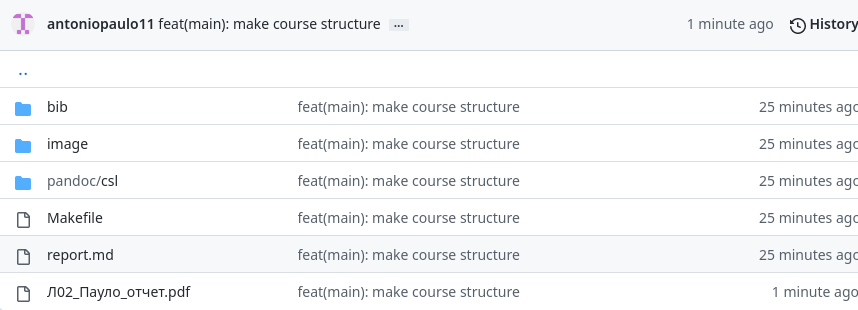 antoniopaulo11 feat(main): make course structure ... 1 minute ago History
..
bib feat(main): make course structure 25 minutes ago
image feat(main): make course structure 25 minutes ago
pandoc/csl feat(main): make course structure 25 minutes ago
Makefile feat(main): make course structure 25 minutes ago
report.md feat(main): make course structure 25 minutes ago
Л02_Пауло_отчет.pdf feat(main): make course structure 1 minute ago